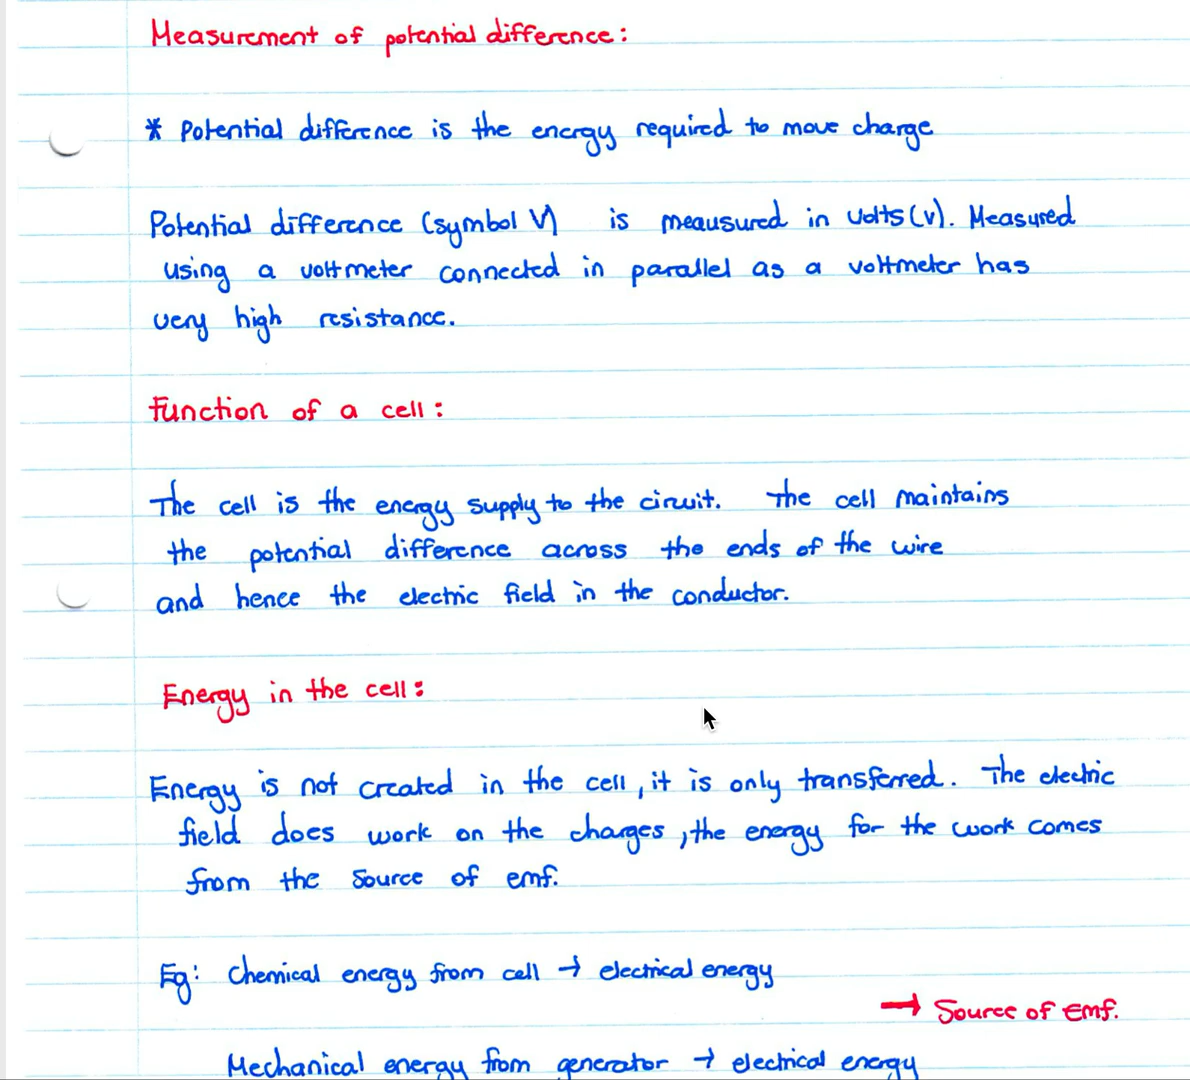 Measurement of potential difference:
* Potential difference is the energy required to move charge
Potential difference (symbol V) is meausured in volts (v). Measured
using a voltmeter connected in parallel as a voltmeter has
very high resistance.
Function of a cell:
The cell is the energy supply to the circuit. The cell maintains
the potential difference across the ends of the wire
and hence the electric field in the conductor.
Energy in the cell:
Energy is not created in the cell, it is only transferred. The electric
field does work on the charges, the energy for the work comes
from the source of emf.
Eg: Chemical energy from cell → electrical energy
→ Source of Emf.
Mechanical energy from generator → electrical energy